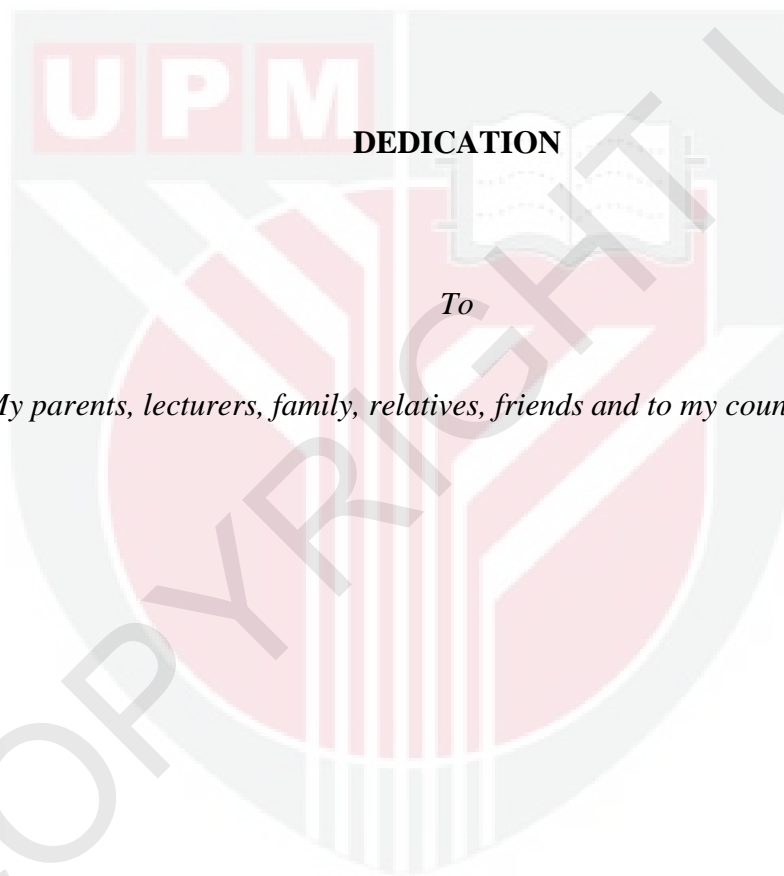 UPM
DEDICATION
To
My parents, lecturers, family, relatives, friends and to my